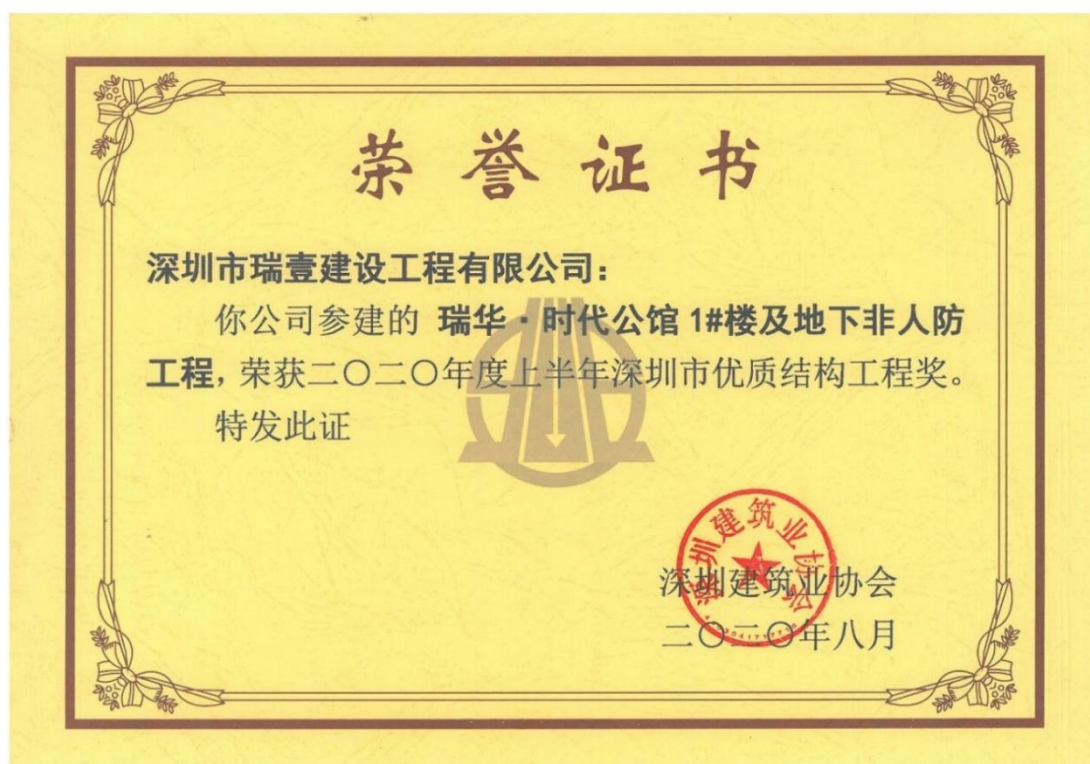 荣誉证书
深圳市瑞壹建设工程有限公司：
你公司参建的 瑞华·时代公馆1#楼及地下非人防
工程，荣获二〇二〇年度上半年深圳市优质结构工程奖。
特发此证
深圳建筑业协会
深圳建筑业协会
二〇二〇年八月